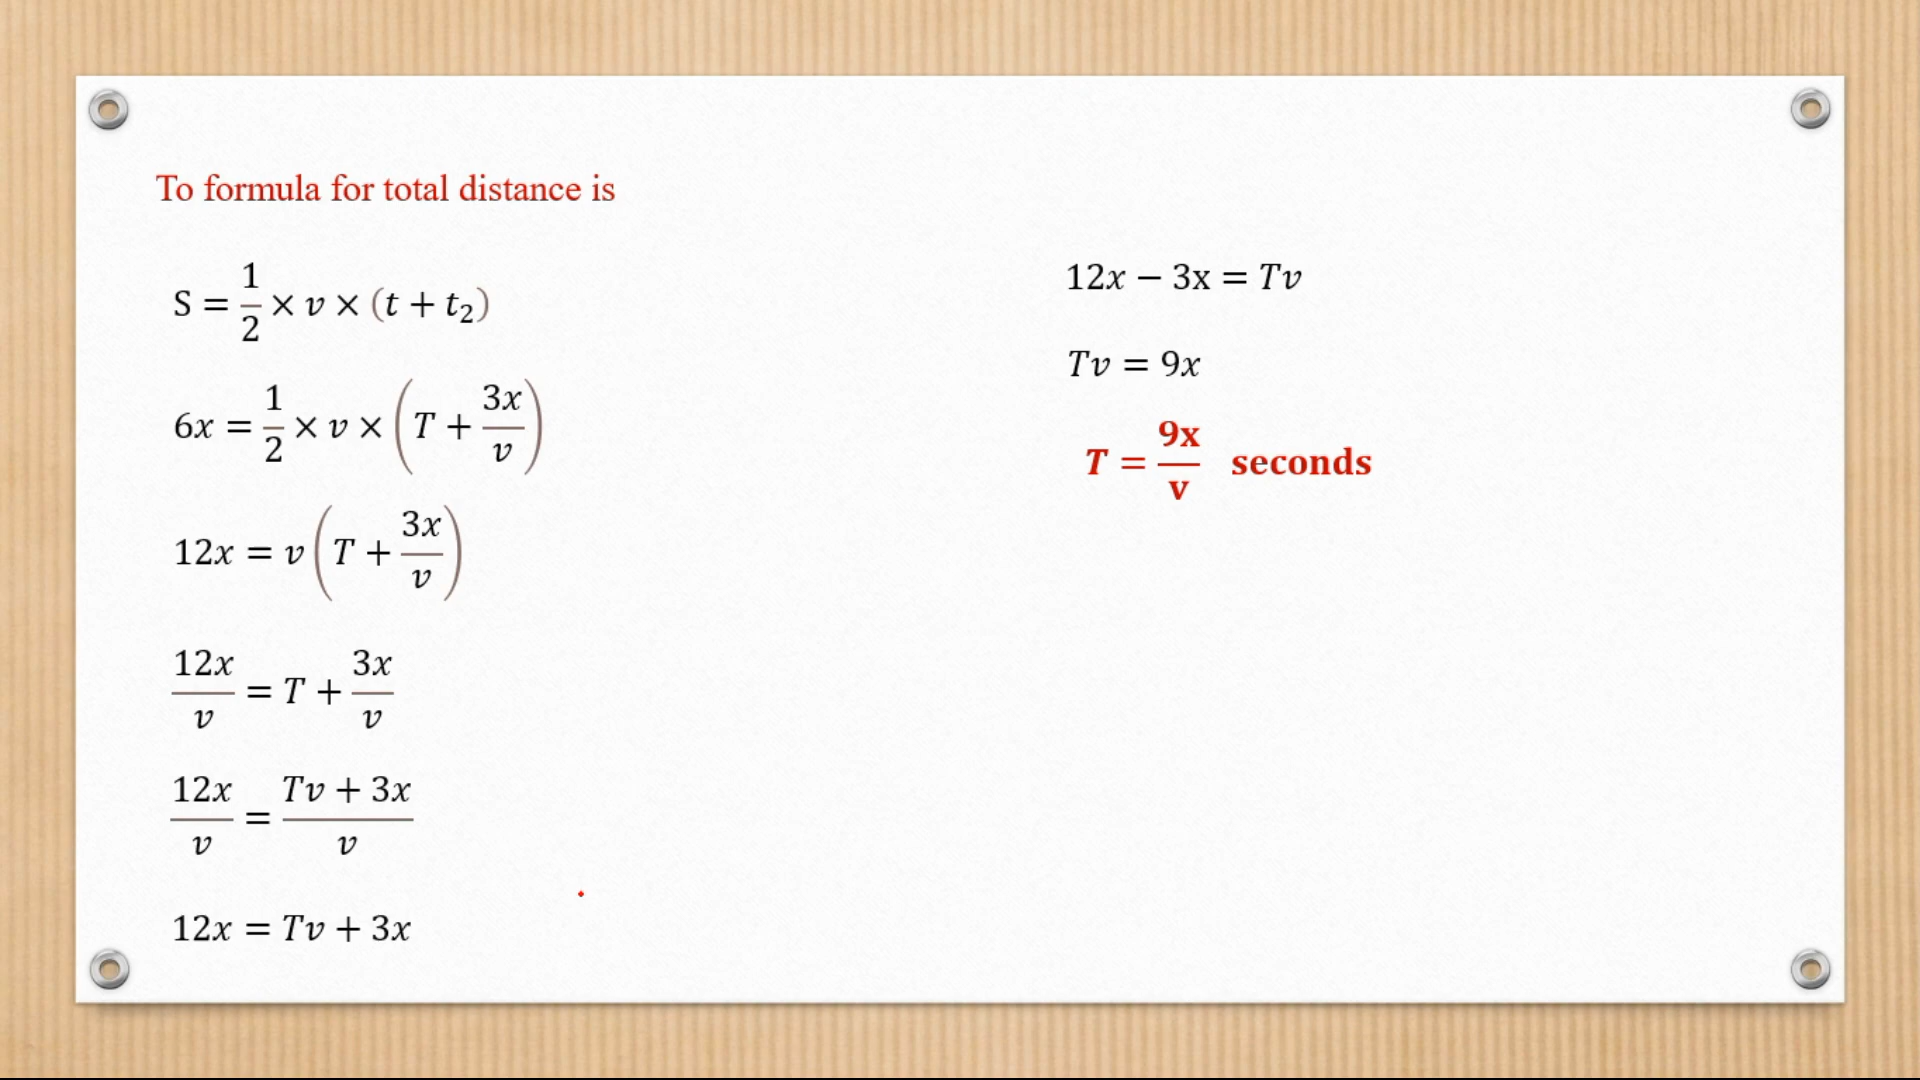 To formula for total distance is
S = 1/2 × v × (t + t₂)
6x = 1/2 × v × (T + 3x/v)
12x = v(T + 3x/v)
12x/v = T + 3x/v
12x/v = (Tv + 3x)/v
12x = Tv + 3x
12x − 3x = Tv
Tv = 9x
T = 9x/v seconds